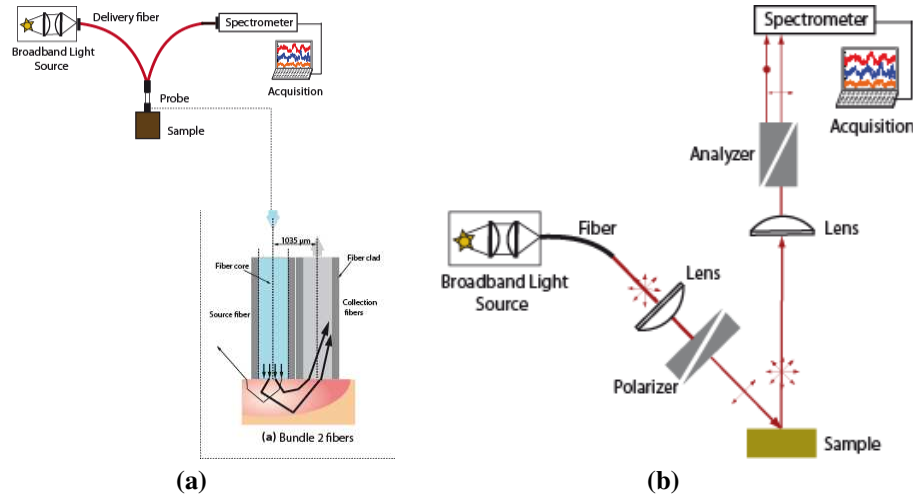 Delivery fiber
Spectrometer
Broadband Light
Source
Acquisition
Probe
Sample
1035 µm
Fiber core
Fiber clad
Source fiber
Collection
fibers
(a) Bundle 2 fibers
(a)
Spectrometer
Acquisition
Analyzer
Lens
Fiber
Broadband Light
Source
Lens
Polarizer
Sample
(b)